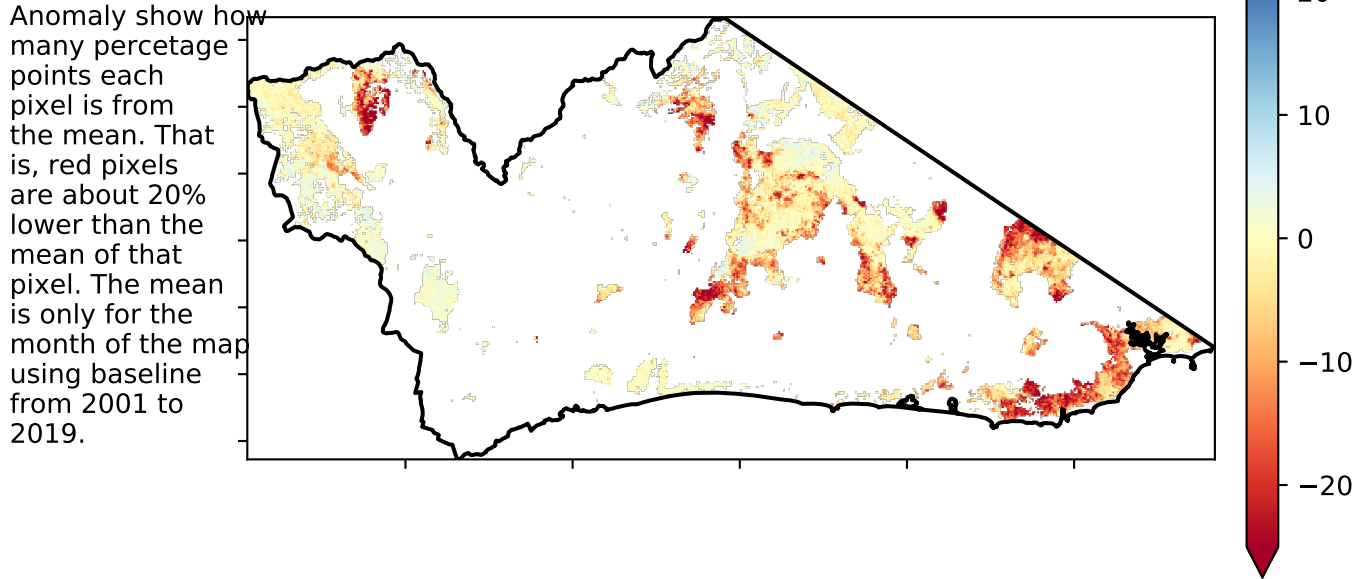 Anomaly show how
many percetage
points each
pixel is from
the mean. That
is, red pixels
are about 20%
lower than the
mean of that
pixel. The mean
is only for the
month of the map
using baseline
from 2001 to
2019.
10
0
−10
−20